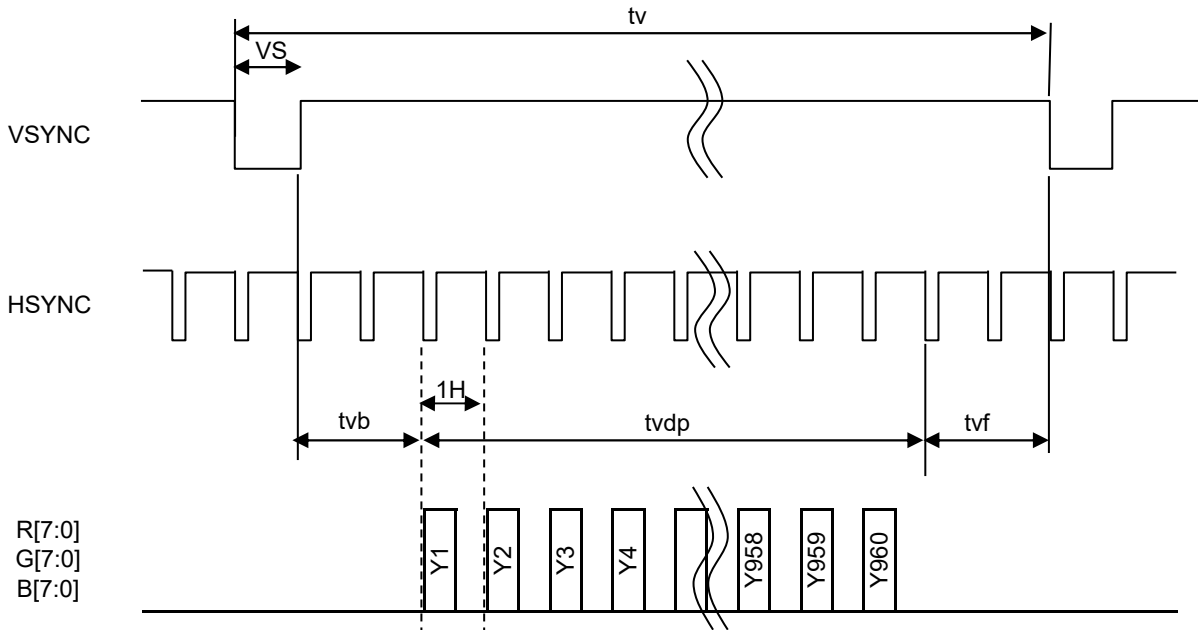 tv
VS
VSYNC
HSYNC
1H
tvb
tvdp
tvf
R[7:0]
G[7:0]
B[7:0]
Y1
Y2
Y3
Y4
Y958
Y959
Y960